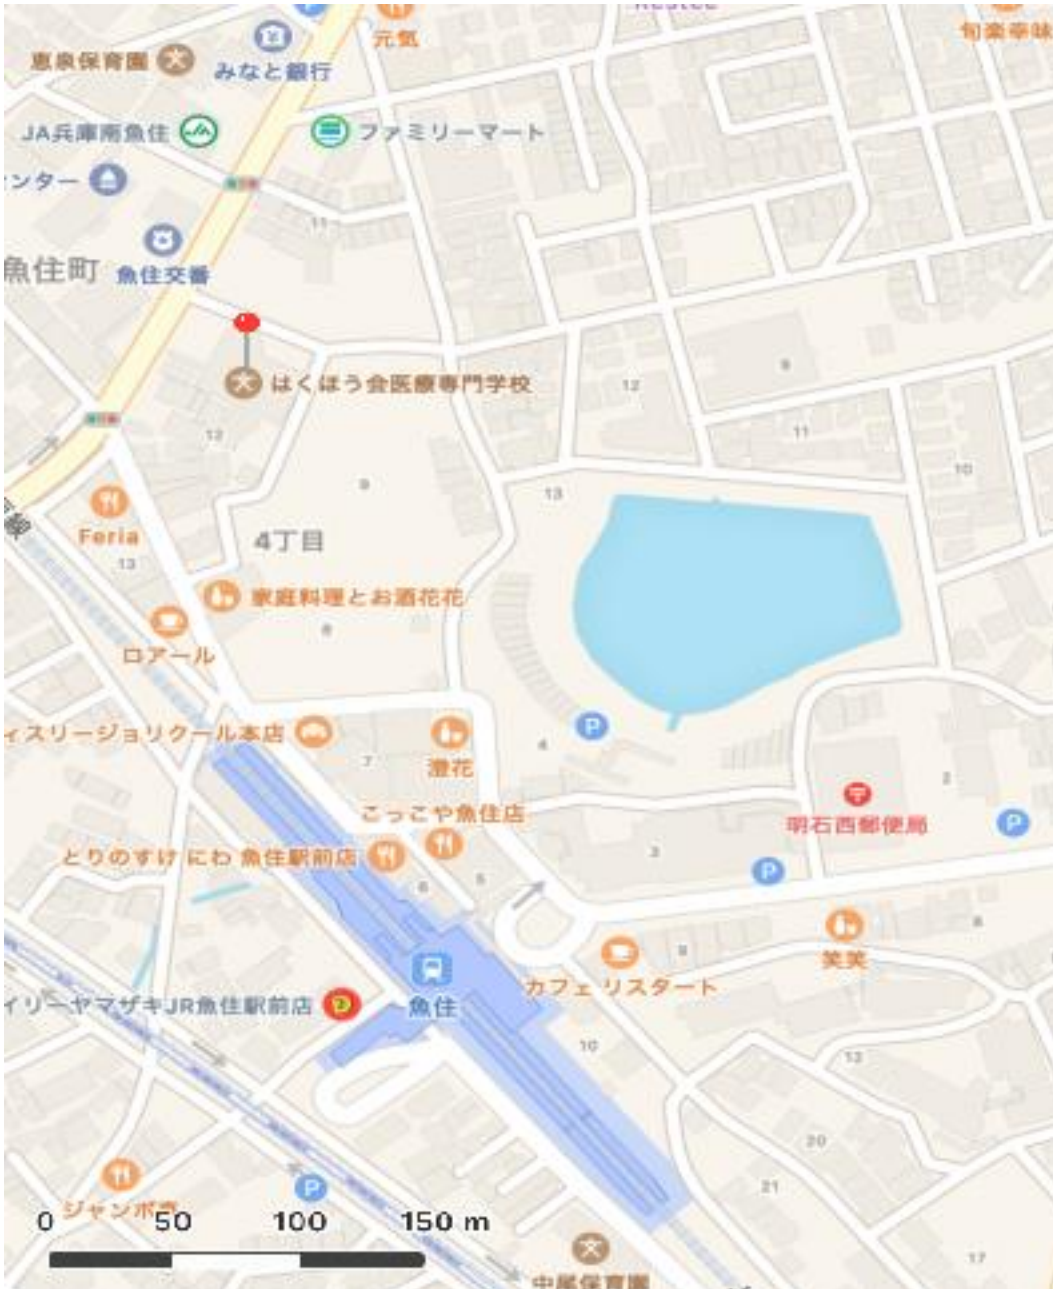 元気
旬楽幸味
恵泉保育園
みなと銀行
JA兵庫南魚住
ファミリーマート
ンター
11
魚住町
魚住交番
はくほう会医療専門学校
12
9
12
11
9
13
10
Feria
4丁目
13
家庭料理とお酒花花
8
ロアール
ィスリージョリクール本店
7
澄花
4
P
2
こっこや魚住店
明石西郵便局
P
とりのすけ にわ 魚住駅前店
3
P
6
5
8
9
笑笑
カフェ リスタート
魚住
イリーヤマザキJR魚住駅前店
10
12
20
21
P
0
50
100
150 m
17
中尾保育園